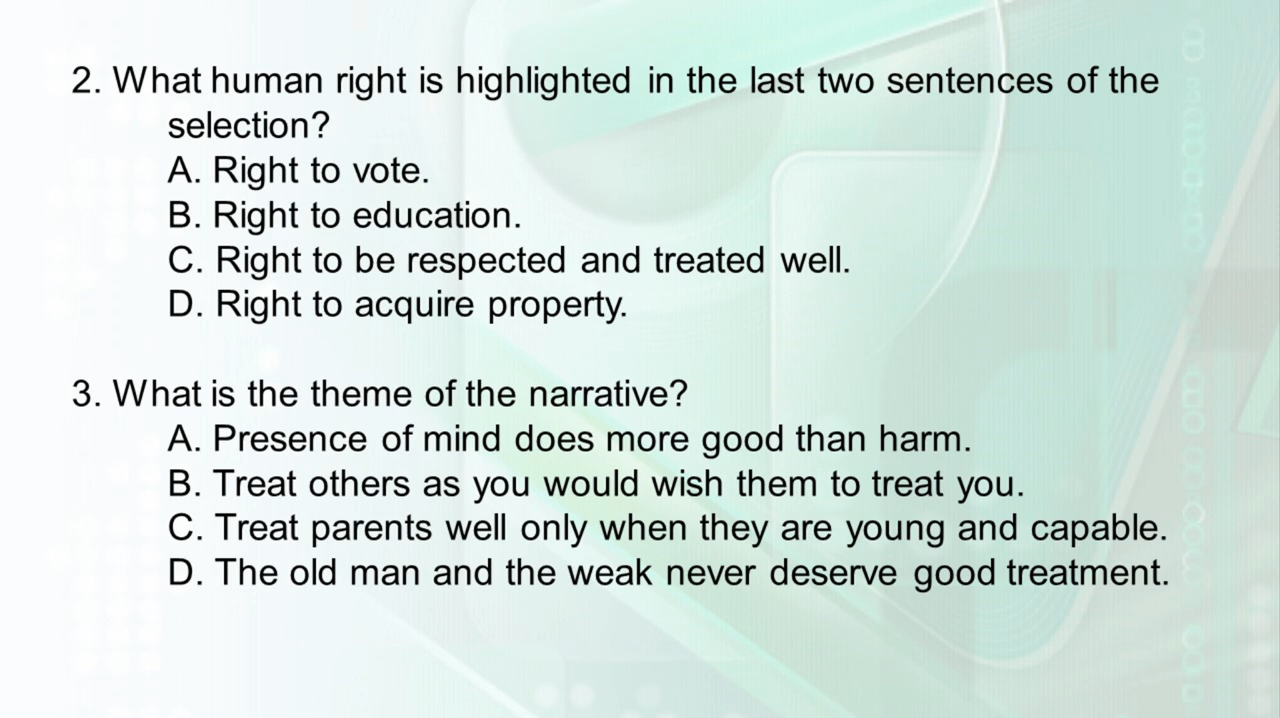 2. What human right is highlighted in the last two sentences of the
selection?
A. Right to vote.
B. Right to education.
C. Right to be respected and treated well.
D. Right to acquire property.
3. What is the theme of the narrative?
A. Presence of mind does more good than harm.
B. Treat others as you would wish them to treat you.
C. Treat parents well only when they are young and capable.
D. The old man and the weak never deserve good treatment.